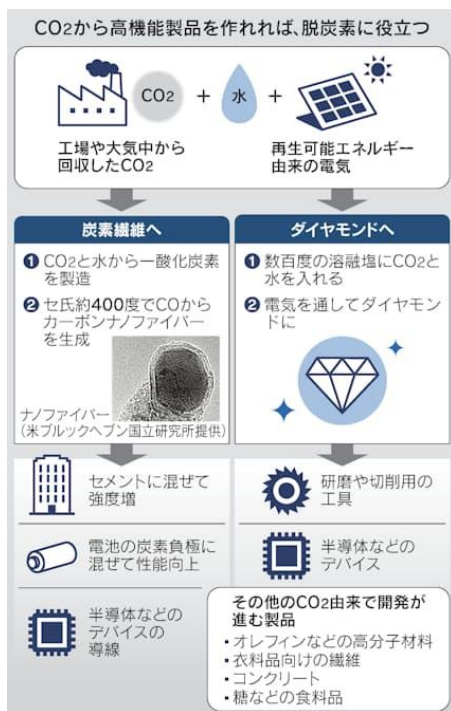 CO2から高機能製品を作れれば、脱炭素に役立つ
CO2 + 水 +
工場や大気中から
回収したCO2
再生可能エネルギー
由来の電気
炭素繊維へ
❶ CO2と水から一酸化炭素
を製造
❷ セ氏約400度でCOから
カーボンナノファイバー
を生成
ナノファイバー
(米ブルックヘブン国立研究所提供)
セメントに混ぜて
強度増
電池の炭素負極に
混ぜて性能向上
半導体などの
デバイスの
導線
ダイヤモンドへ
❶ 数百度の溶融塩にCO2と
水を入れる
❷ 電気を通してダイヤモン
ドに
研磨や切削用の
工具
半導体などの
デバイス
その他のCO2由来で開発が
進む製品
・オレフィンなどの高分子材料
・衣料品向けの繊維
・コンクリート
・糖などの食料品